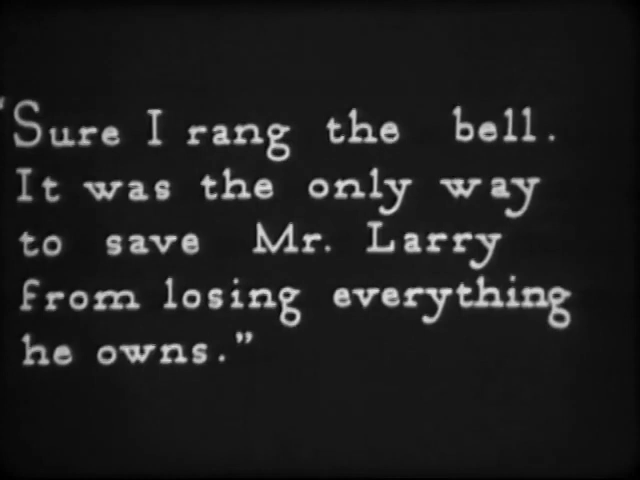 "Sure I rang the bell.
It was the only way
to save Mr. Larry
from losing everything
he owns."